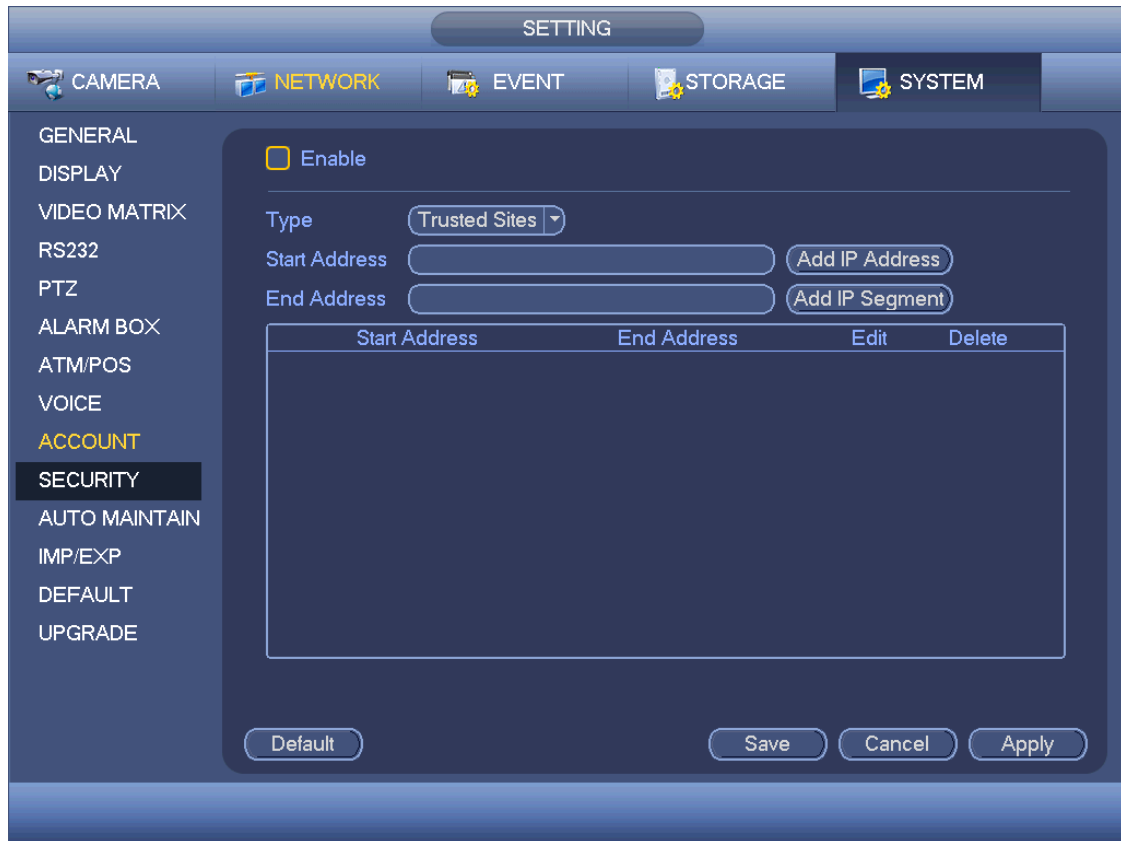 SETTING
CAMERA NETWORK EVENT STORAGE SYSTEM
GENERAL
DISPLAY
VIDEO MATRIX
RS232
PTZ
ALARM BOX
ATM/POS
VOICE
ACCOUNT
SECURITY
AUTO MAINTAIN
IMP/EXP
DEFAULT
UPGRADE
Enable
Type Trusted Sites
Start Address Add IP Address
End Address Add IP Segment
Start Address End Address Edit Delete
Default Save Cancel Apply